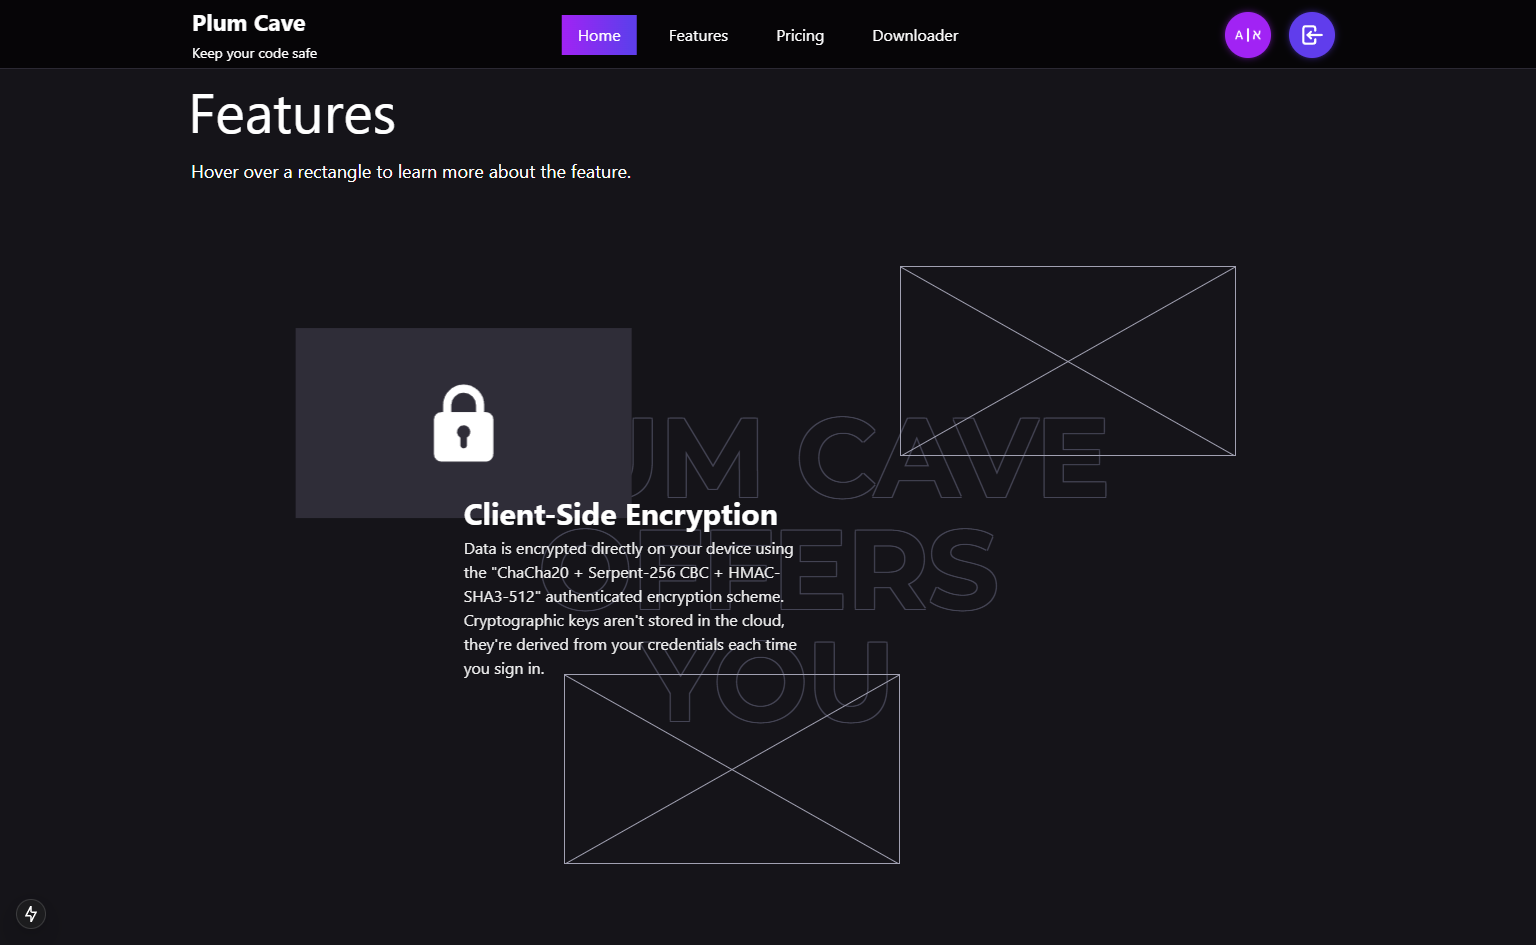 Plum Cave
Keep your code safe
Home
Features
Pricing
Downloader
A|א
Features
Hover over a rectangle to learn more about the feature.
UM CAVE
OFFERS
YOU
Client-Side Encryption
Data is encrypted directly on your device using
the "ChaCha20 + Serpent-256 CBC + HMAC-
SHA3-512" authenticated encryption scheme.
Cryptographic keys aren't stored in the cloud,
they're derived from your credentials each time
you sign in.